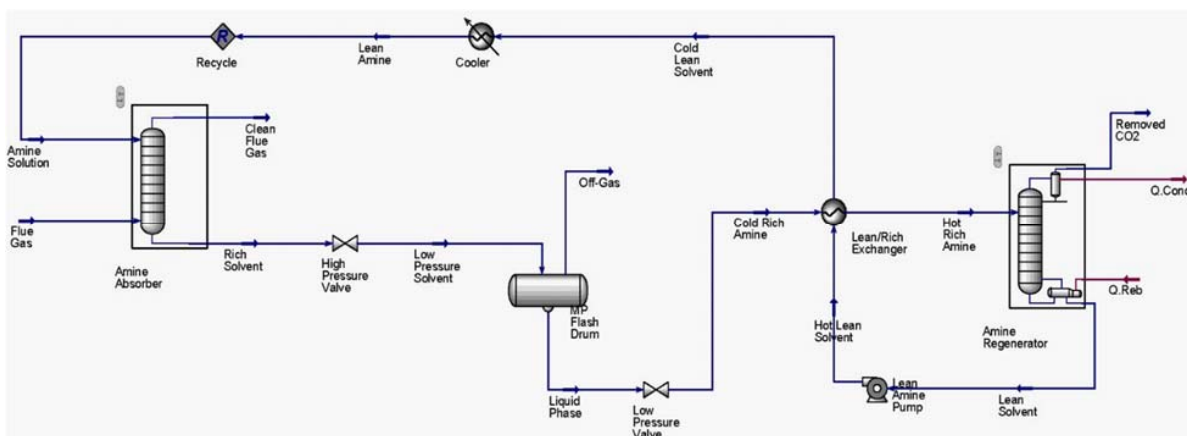 R
Recycle
Lean
Amine
Cooler
Cold
Lean
Solvent
Amine
Solution
Flue
Gas
Clean
Flue
Gas
Amine
Absorber
Rich
Solvent
High
Pressure
Valve
Low
Pressure
Solvent
Off-Gas
MP
Flash
Drum
Liquid
Phase
Low
Pressure
Valve
Cold Rich
Amine
Lean/Rich
Exchanger
Hot
Rich
Amine
Hot Lean
Solvent
Lean
Amine
Pump
Lean
Solvent
Removed
CO2
Q.Cond
Q.Reb
Amine
Regenerator